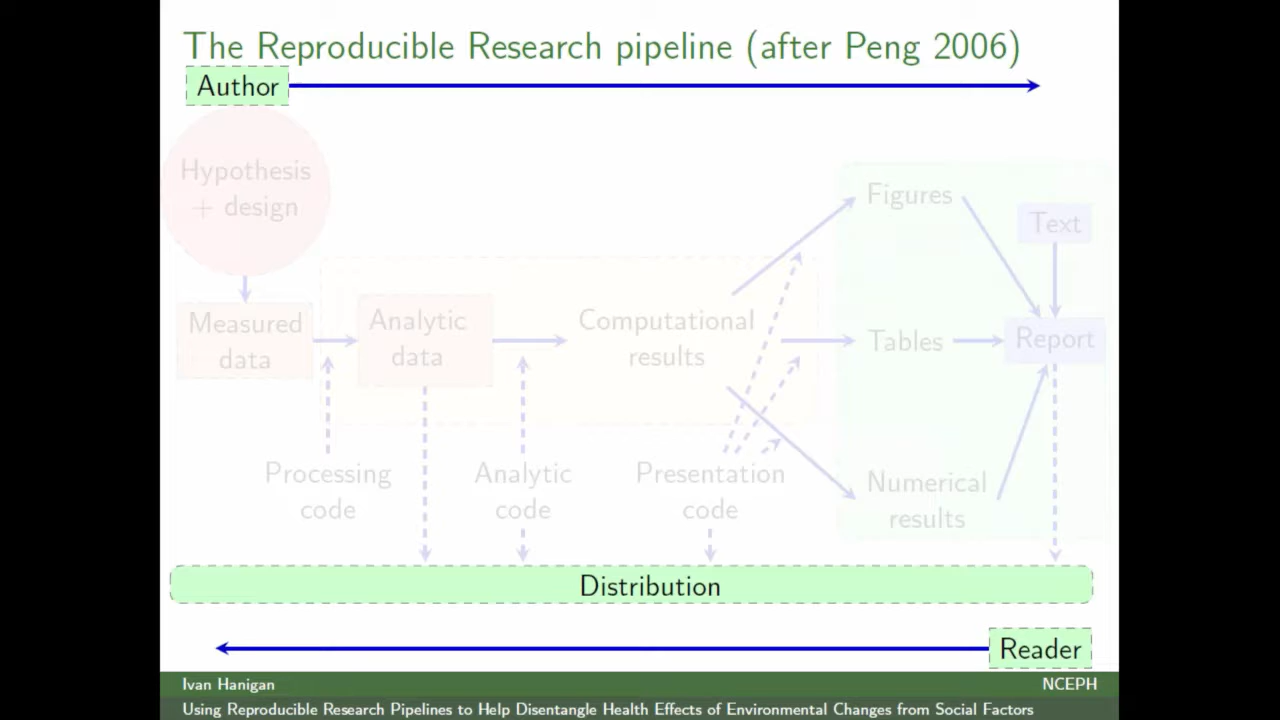 The Reproducible Research pipeline (after Peng 2006)
Author
Hypothesis
+ design
Figures
Text
Measured
data
Analytic
data
Computational
results
Tables
Report
Processing
code
Analytic
code
Presentation
code
Numerical
results
Distribution
Reader
Ivan Hanigan
NCEPH
Using Reproducible Research Pipelines to Help Disentangle Health Effects of Environmental Changes from Social Factors